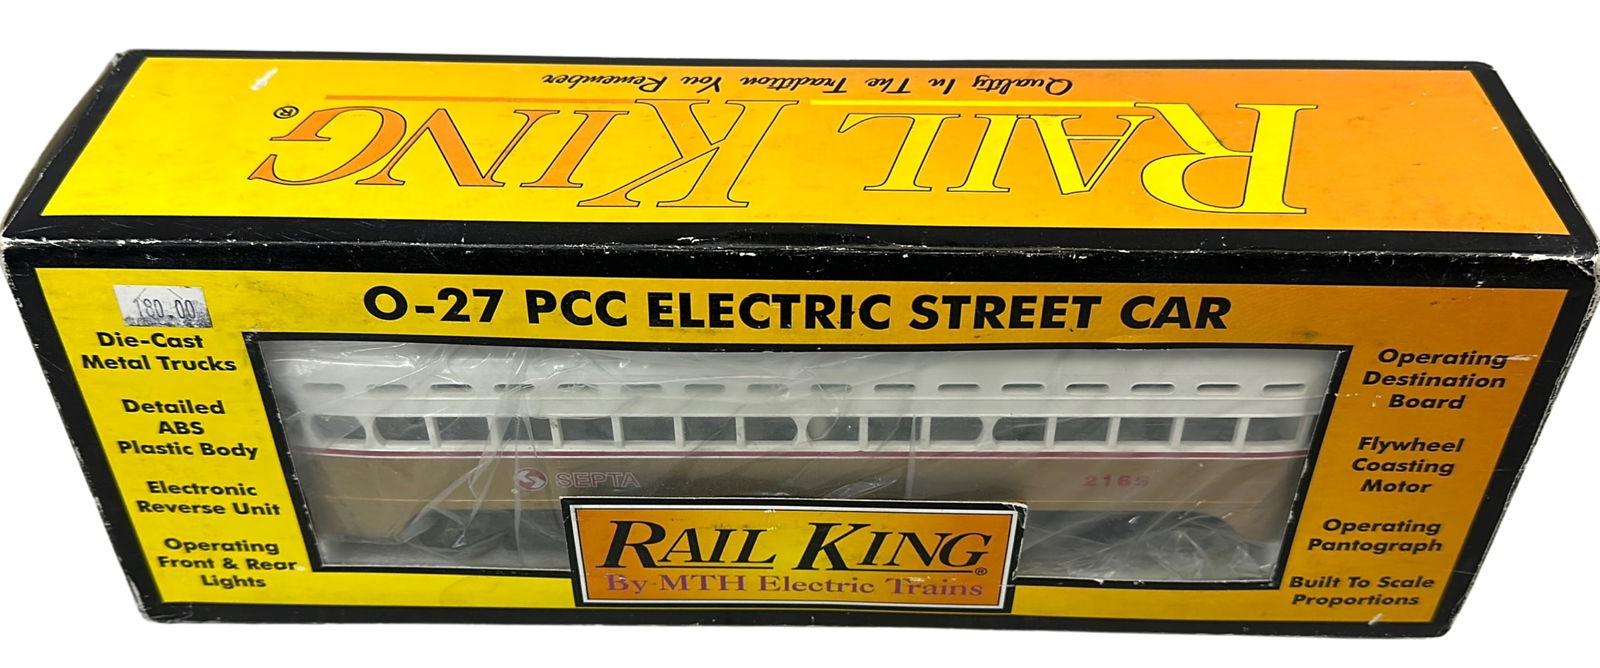 Quality In The Tradition You Remember
RAIL KING®
180.00
O-27 PCC ELECTRIC STREET CAR
Die-Cast
Metal Trucks
Detailed
ABS
Plastic Body
Electronic
Reverse Unit
Operating
Front & Rear
Lights
SEPTA
2165
Operating
Destination
Board
Flywheel
Coasting
Motor
Operating
Pantograph
Built To Scale
Proportions
RAIL KING®
By MTH Electric Trains